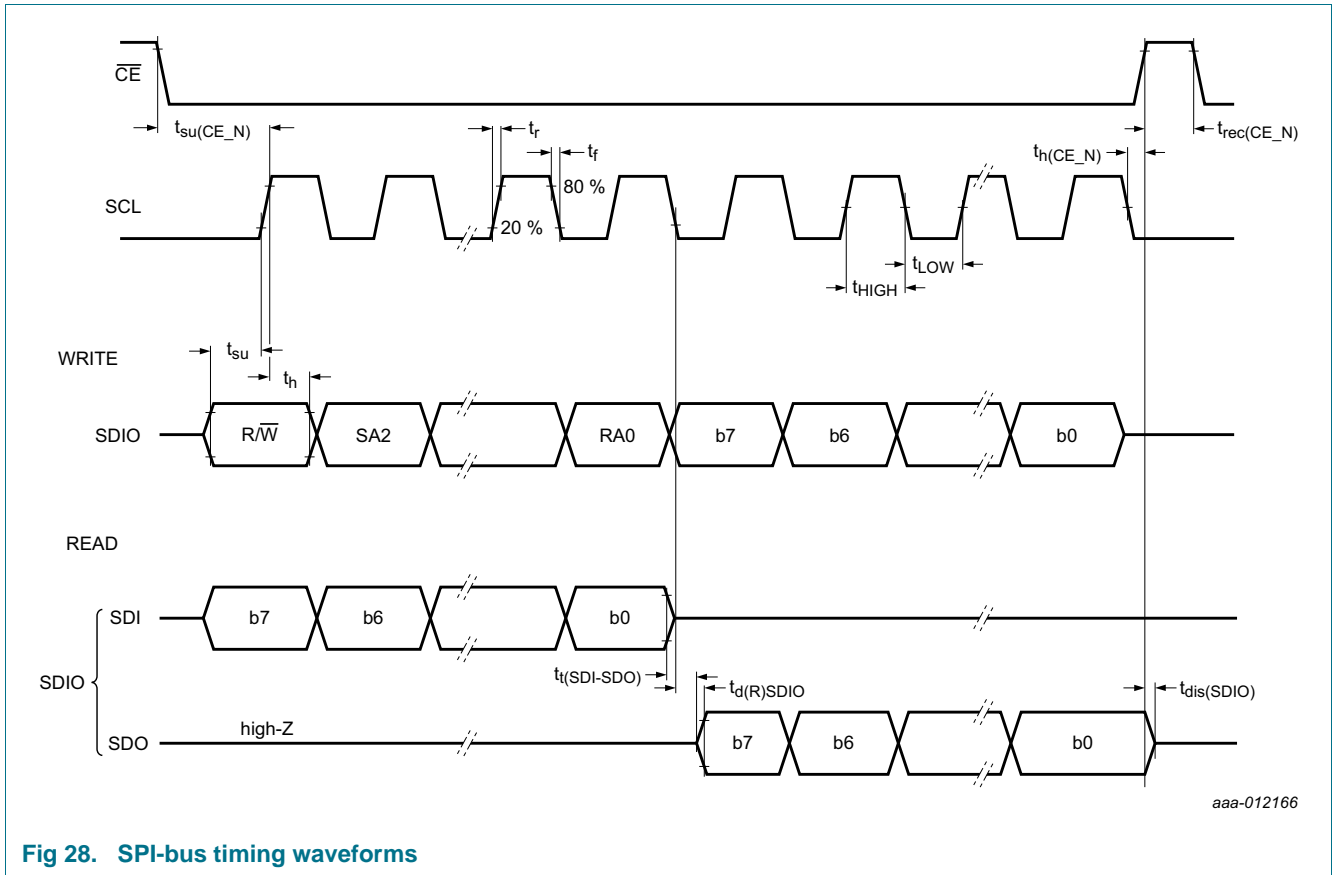 CE
tsu(CE_N)
tr
tf
th(CE_N)
trec(CE_N)
SCL
80 %
20 %
tLOW
tHIGH
WRITE
tsu
th
SDIO
R/W
SA2
RA0
b7
b6
b0
READ
SDI
b7
b6
b0
SDIO
tt(SDI-SDO)
td(R)SDIO
tdis(SDIO)
SDO
high-Z
b7
b6
b0
aaa-012166
Fig 28. SPI-bus timing waveforms